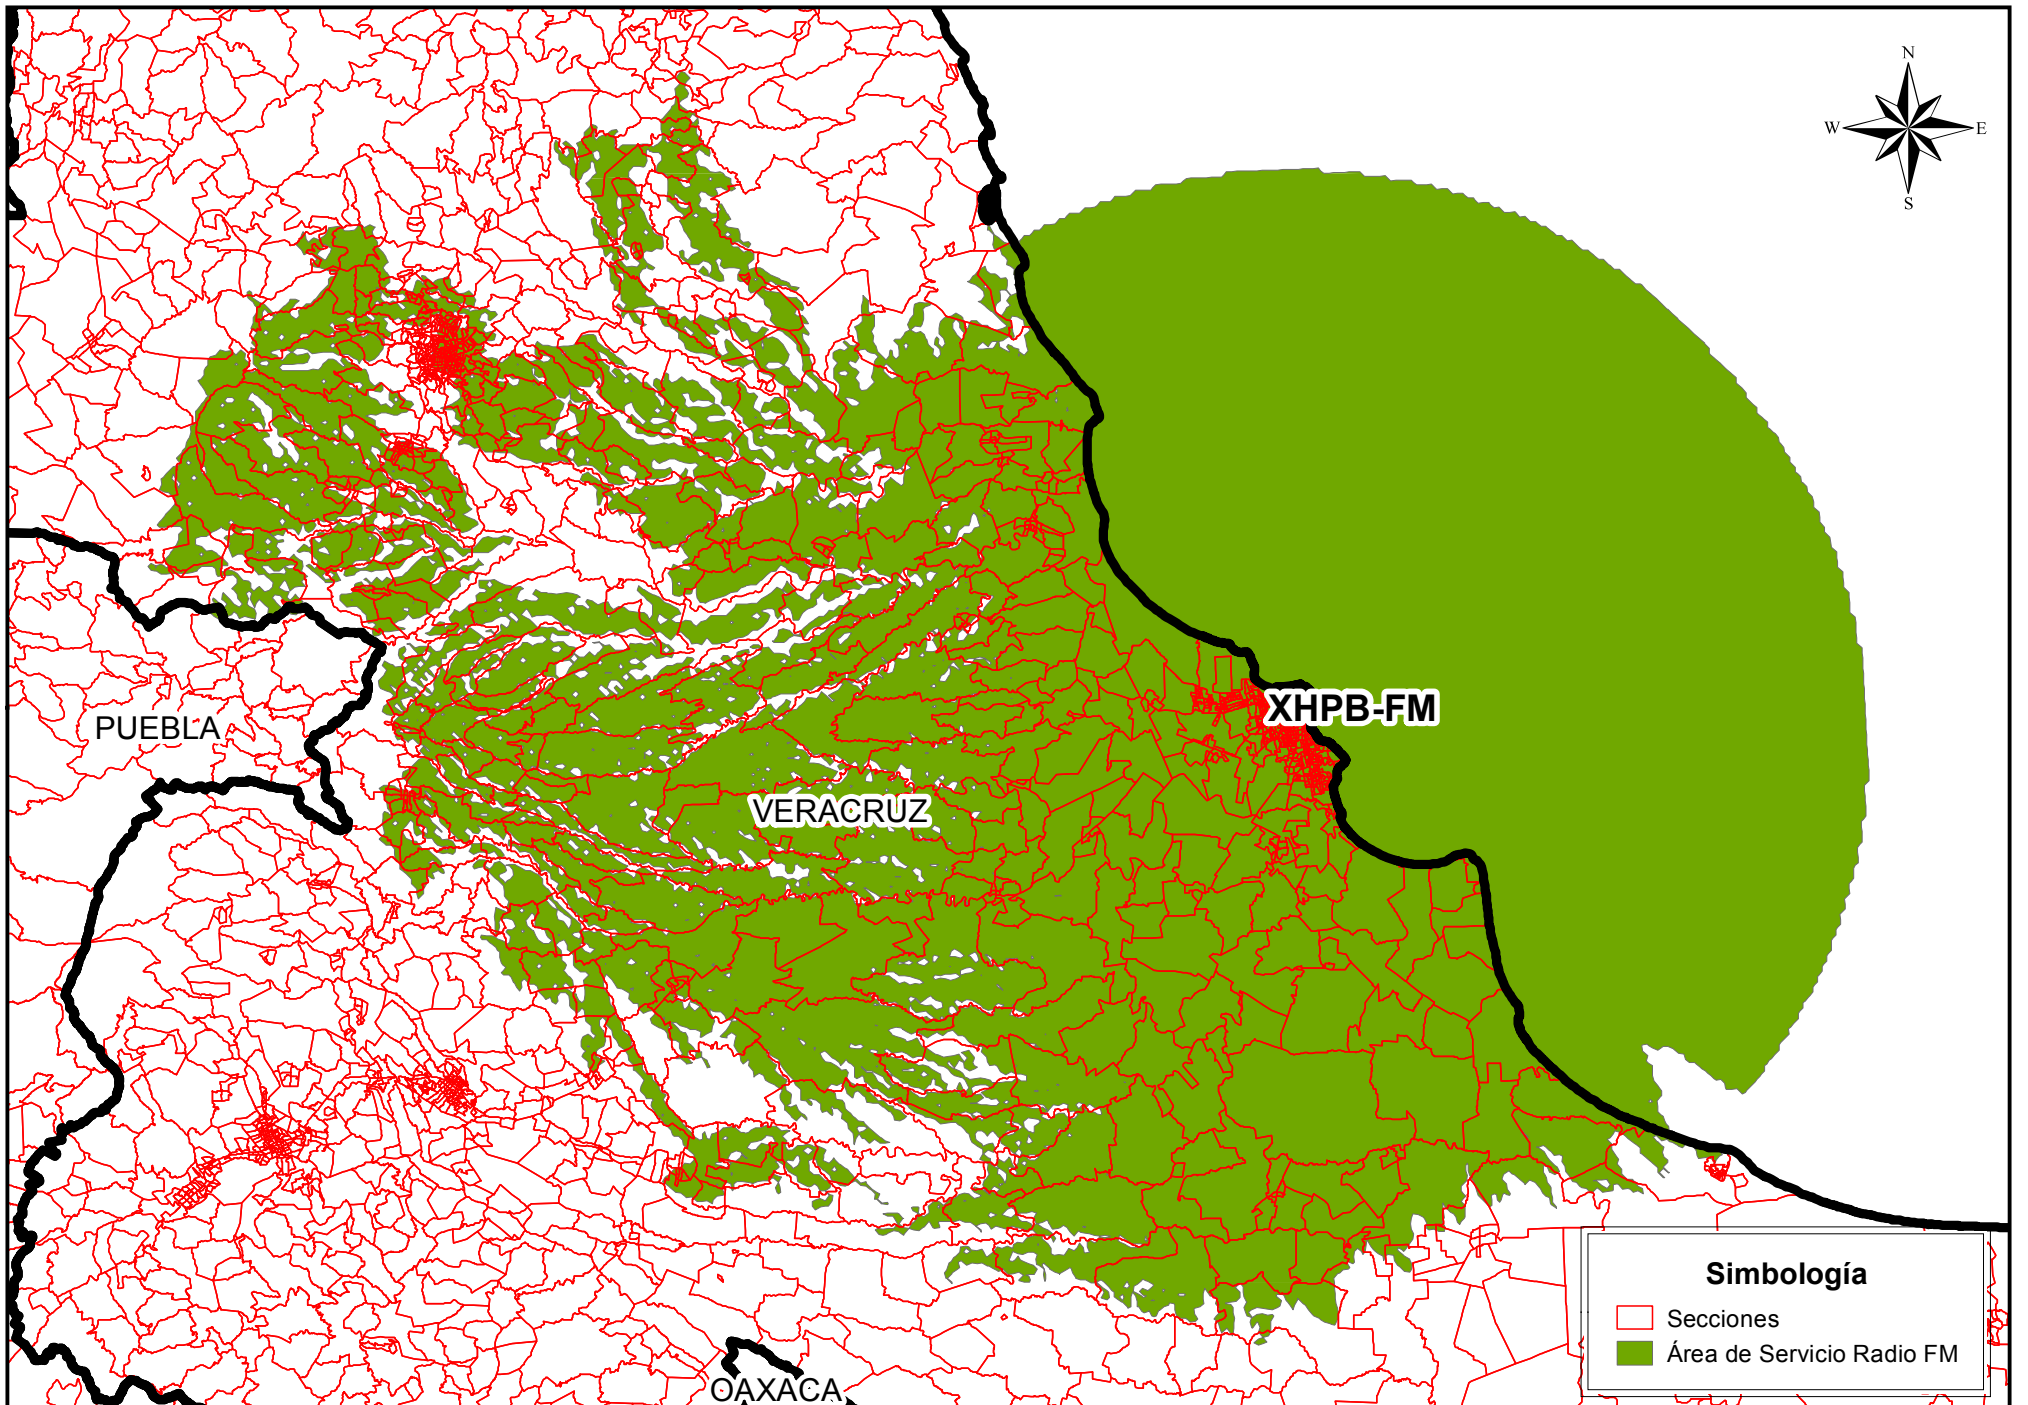 N
W E
S
XHPB-FM
PUEBLA
VERACRUZ
OAXACA
Simbología
Secciones
Área de Servicio Radio FM